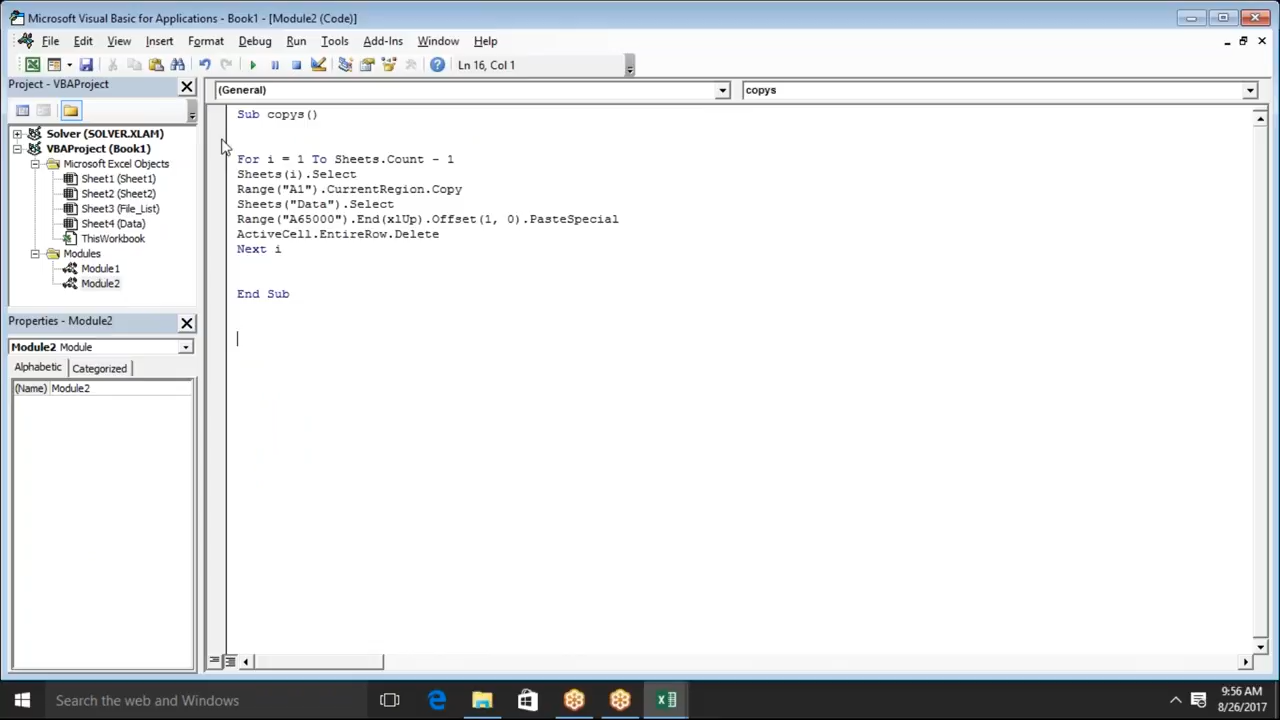 Microsoft Visual Basic for Applications - Book1 - [Module2 (Code)]
File Edit View Insert Format Debug Run Tools Add-Ins Window Help
Ln 16, Col 1
Project - VBAProject
(General) copys
Solver (SOLVER.XLAM)
VBAProject (Book1)
Microsoft Excel Objects
Sheet1 (Sheet1)
Sheet2 (Sheet2)
Sheet3 (File_List)
Sheet4 (Data)
ThisWorkbook
Modules
Module1
Module2
Properties - Module2
Module2 Module
Alphabetic Categorized
(Name) Module2
Sub copys()
For i = 1 To Sheets.Count - 1
Sheets(i).Select
Range("A1").CurrentRegion.Copy
Sheets("Data").Select
Range("A65000").End(xlUp).Offset(1, 0).PasteSpecial
ActiveCell.EntireRow.Delete
Next i
End Sub
Search the web and Windows
9:56 AM
8/26/2017